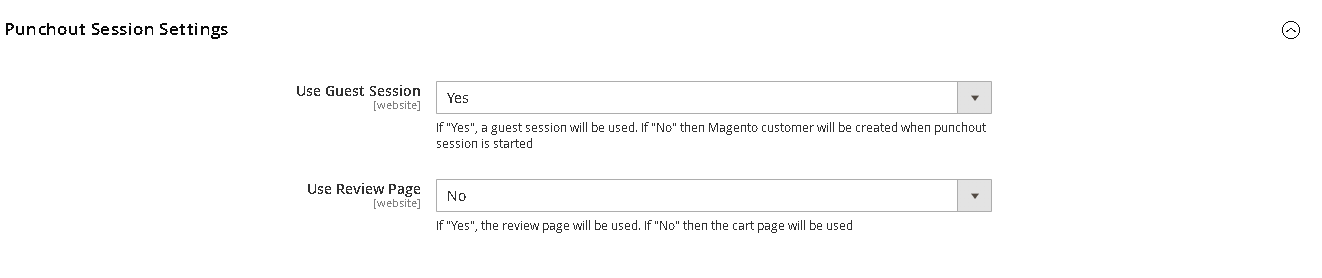 Punchout Session Settings
Use Guest Session
[website]
Yes
If "Yes", a guest session will be used. If "No" then Magento customer will be created when punchout
session is started
Use Review Page
[website]
No
If "Yes", the review page will be used. If "No" then the cart page will be used